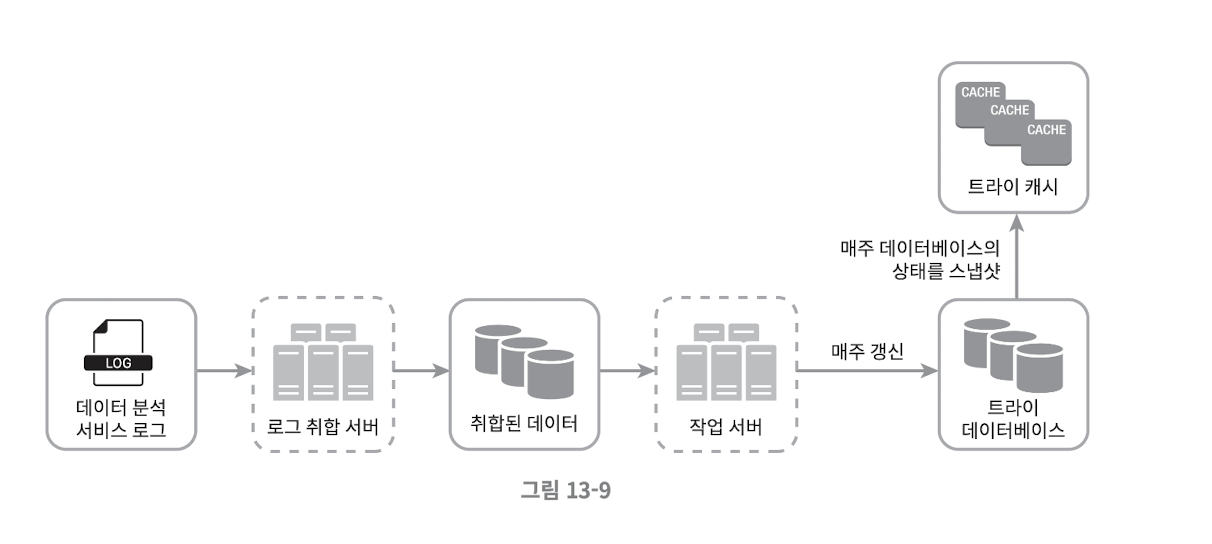 CACHE
CACHE
CACHE
트라이 캐시
매주 데이터베이스의
상태를 스냅샷
LOG
데이터 분석
서비스 로그
로그 취합 서버
취합된 데이터
작업 서버
매주 갱신
트라이
데이터베이스
그림 13-9